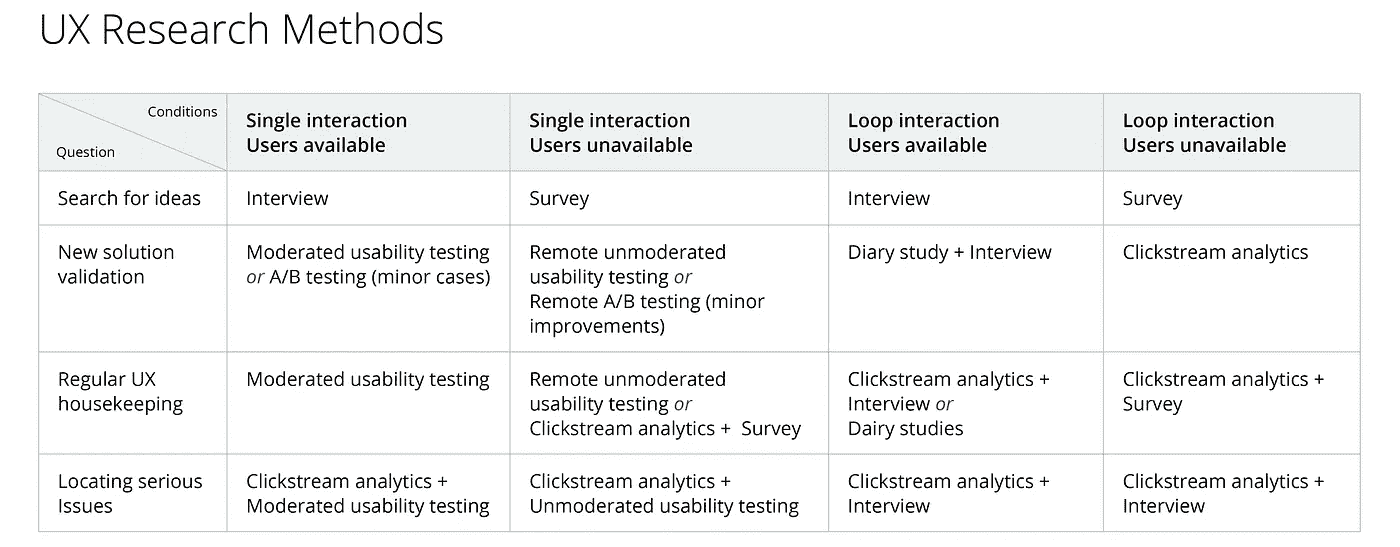 UX Research Methods
Conditions
Question
Single interaction
Users available
Single interaction
Users unavailable
Loop interaction
Users available
Loop interaction
Users unavailable
Search for ideas
Interview
Survey
Interview
Survey
New solution
validation
Moderated usability testing
or A/B testing (minor cases)
Remote unmoderated
usability testing or
Remote A/B testing (minor
improvements)
Diary study + Interview
Clickstream analytics
Regular UX
housekeeping
Moderated usability testing
Remote unmoderated
usability testing or
Clickstream analytics + Survey
Clickstream analytics +
Interview or
Dairy studies
Clickstream analytics +
Survey
Locating serious
Issues
Clickstream analytics +
Moderated usability testing
Clickstream analytics +
Unmoderated usability testing
Clickstream analytics +
Interview
Clickstream analytics +
Interview